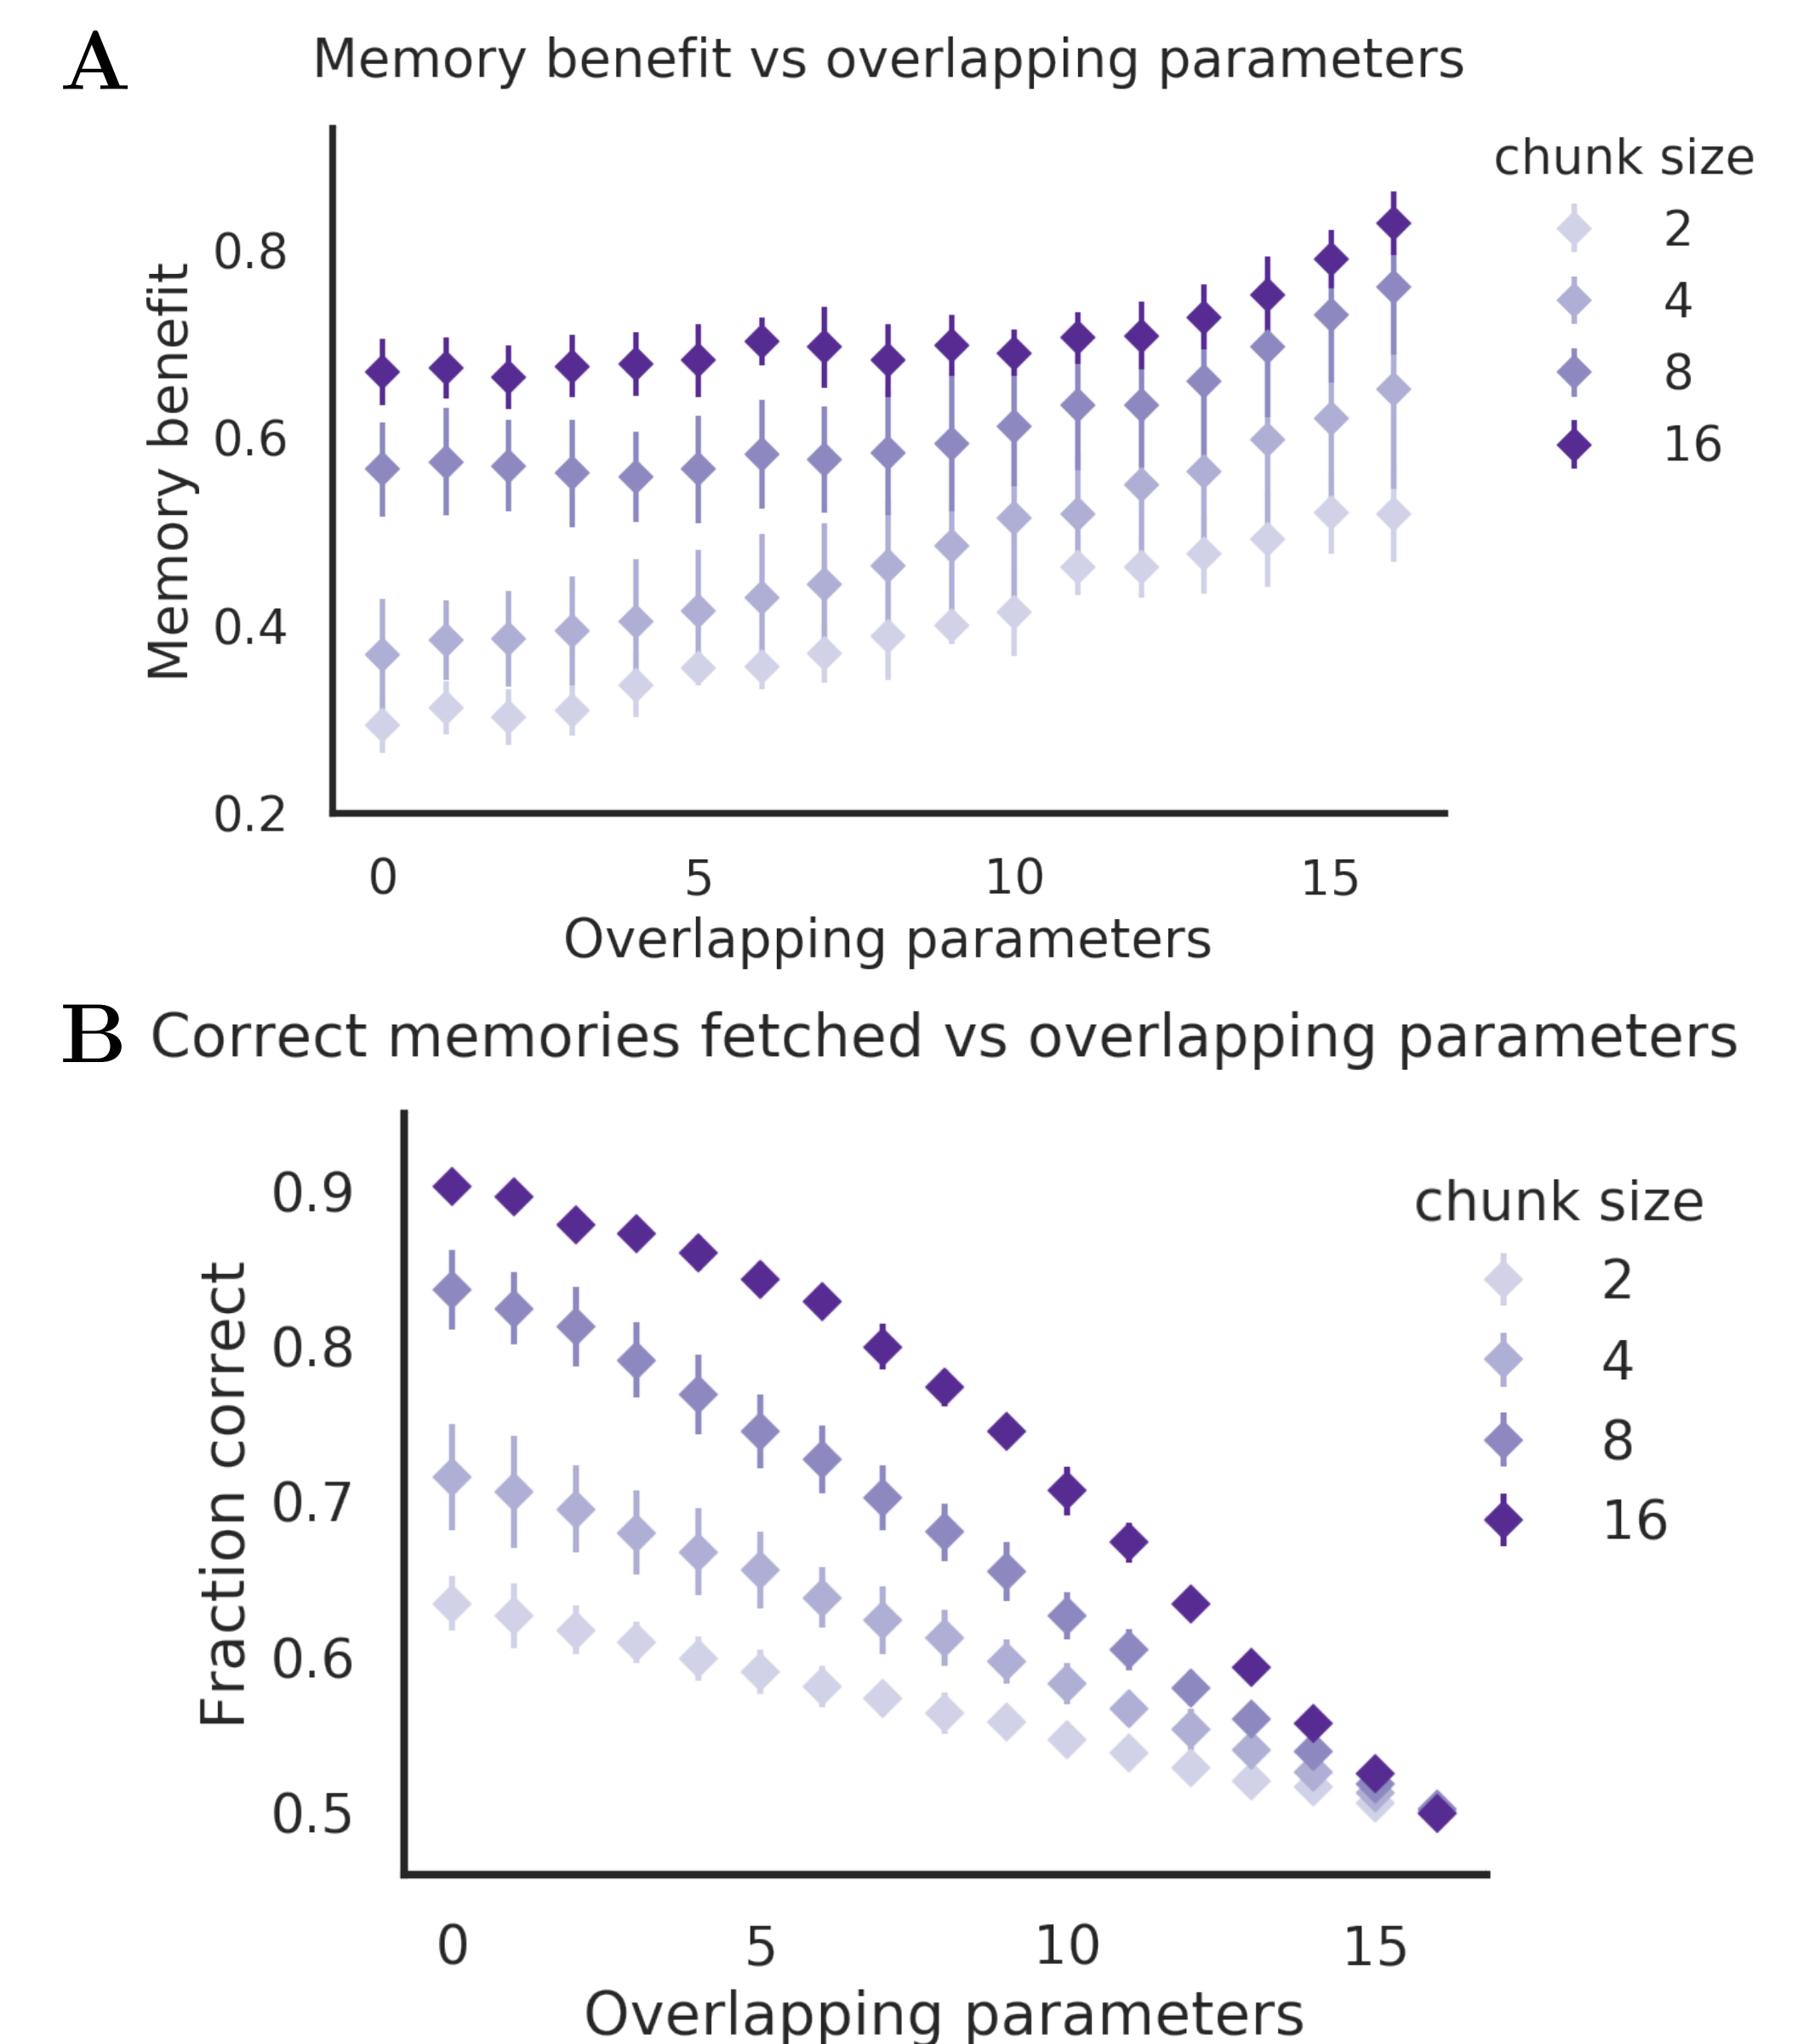 A Memory benefit vs overlapping parameters
Memory benefit
0.8
0.6
0.4
0.2
0 5 10 15
Overlapping parameters
chunk size
2
4
8
16
B Correct memories fetched vs overlapping parameters
Fraction correct
0.9
0.8
0.7
0.6
0.5
0 5 10 15
Overlapping parameters
chunk size
2
4
8
16